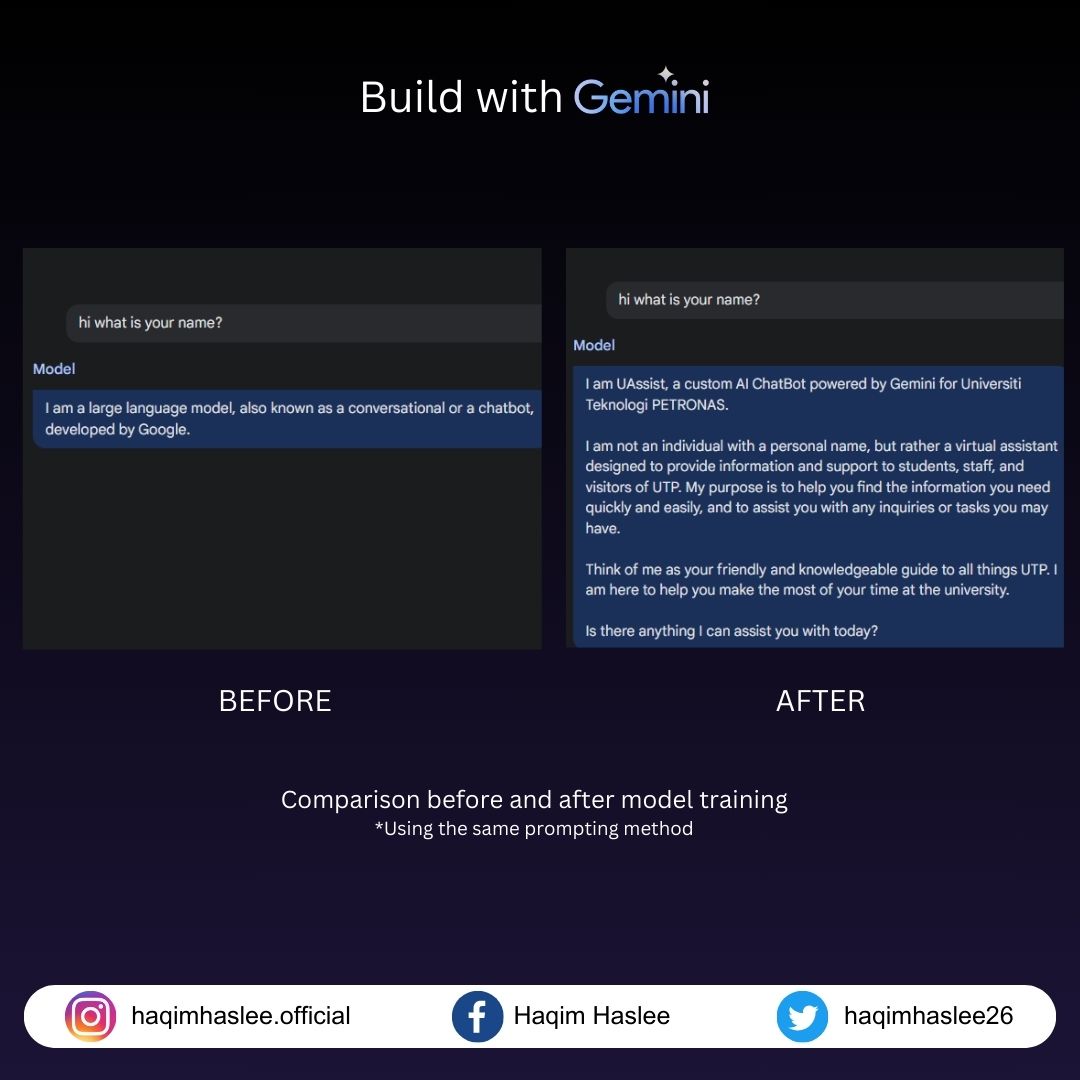 Build with Gemini
hi what is your name?
Model
I am a large language model, also known as a conversational or a chatbot,
developed by Google.
hi what is your name?
Model
I am UAssist, a custom AI ChatBot powered by Gemini for Universiti
Teknologi PETRONAS.
I am not an individual with a personal name, but rather a virtual assistant
designed to provide information and support to students, staff, and
visitors of UTP. My purpose is to help you find the information you need
quickly and easily, and to assist you with any inquiries or tasks you may
have.
Think of me as your friendly and knowledgeable guide to all things UTP. I
am here to help you make the most of your time at the university.
Is there anything I can assist you with today?
BEFORE
AFTER
Comparison before and after model training
*Using the same prompting method
haqimhaslee.official
Haqim Haslee
haqimhaslee26